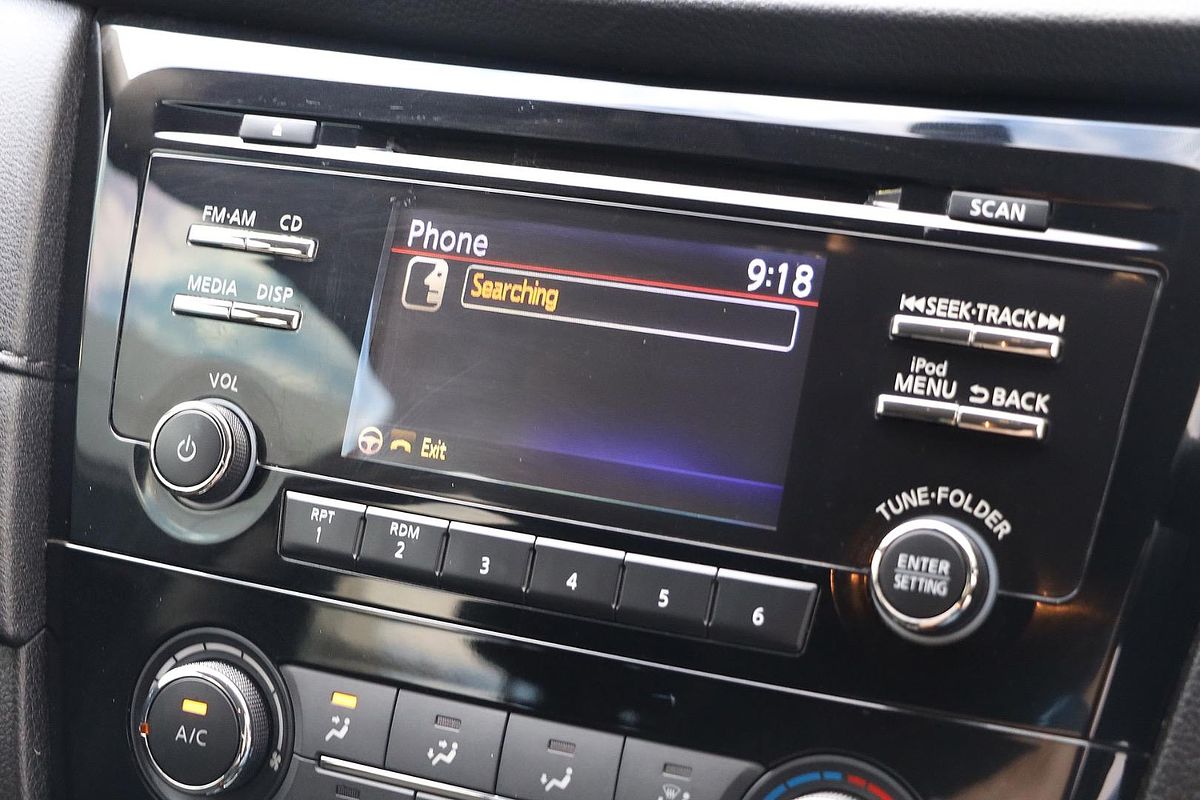 SCAN
FM·AM CD
MEDIA DISP
VOL
Phone
9:18
Searching
Exit
SEEK·TRACK
iPod
MENU BACK
TUNE·FOLDER
ENTER
SETTING
RPT
1
RDM
2
3
4
5
6
A/C